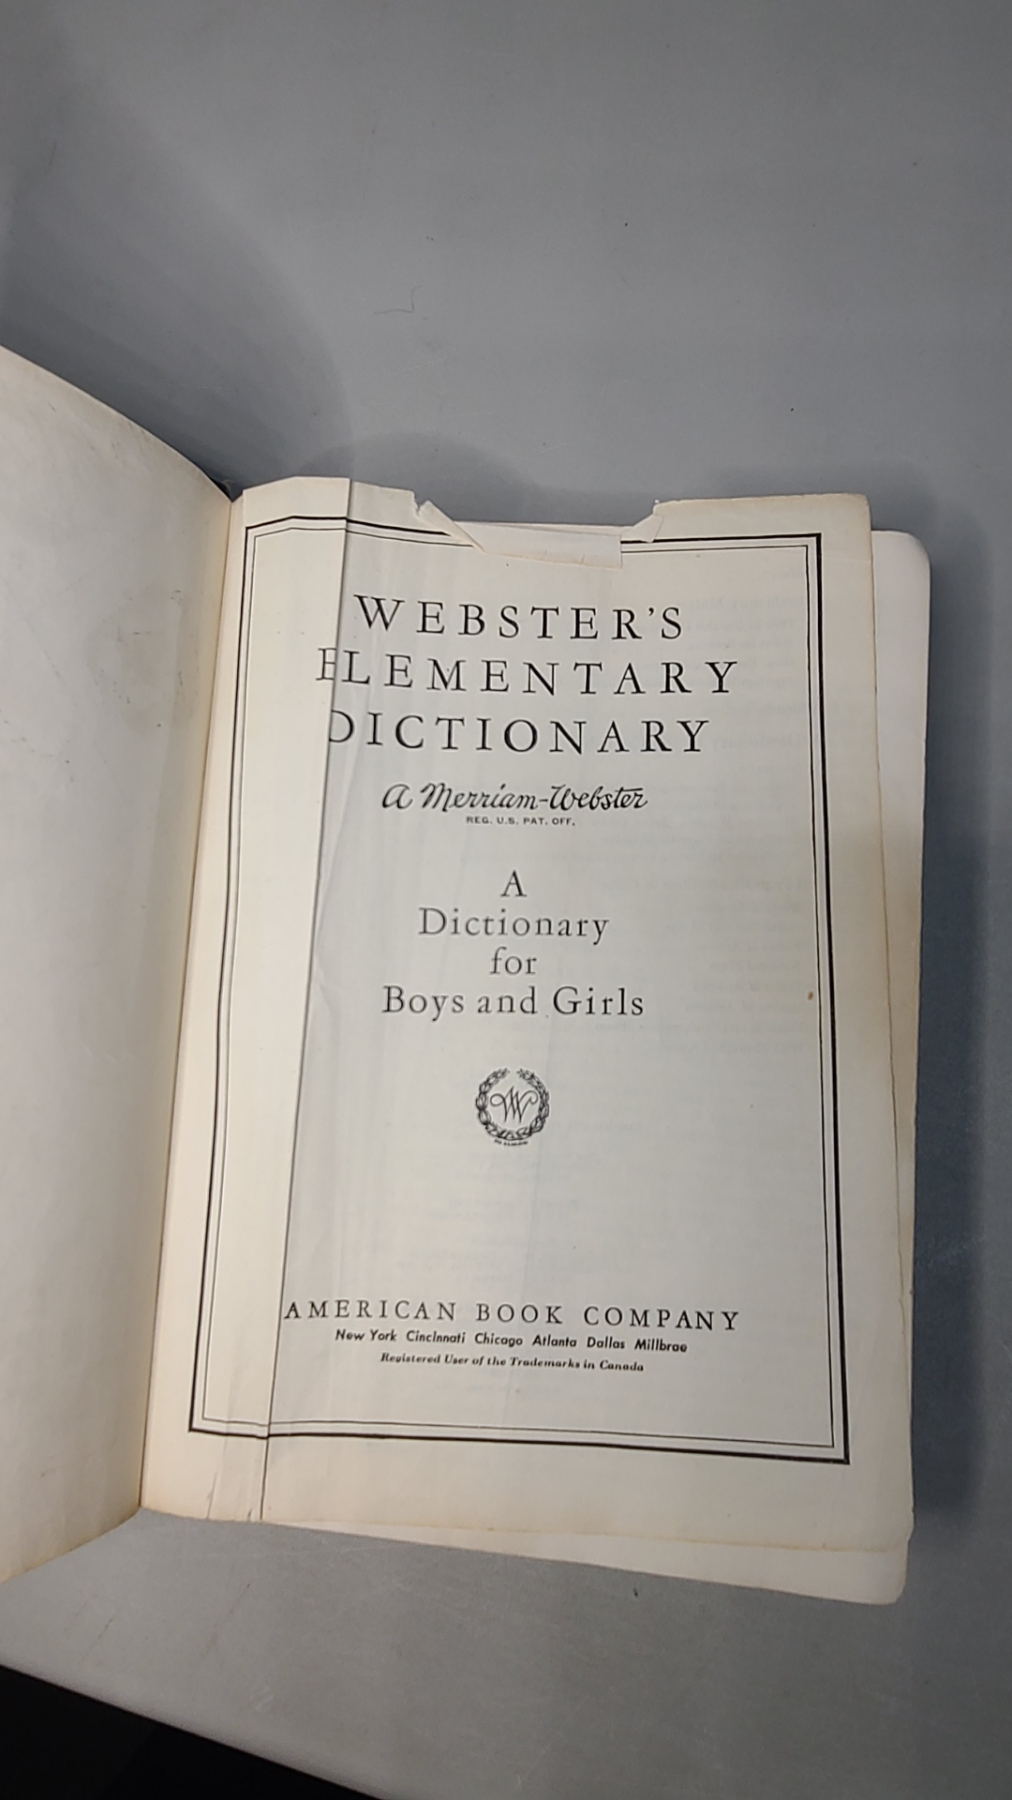 WEBSTER'S
ELEMENTARY
DICTIONARY
A Merriam-Webster
REG. U.S. PAT. OFF.
A
Dictionary
for
Boys and Girls
W
AMERICAN BOOK COMPANY
New York Cincinnati Chicago Atlanta Dallas Millbrae
Registered User of the Trademarks in Canada